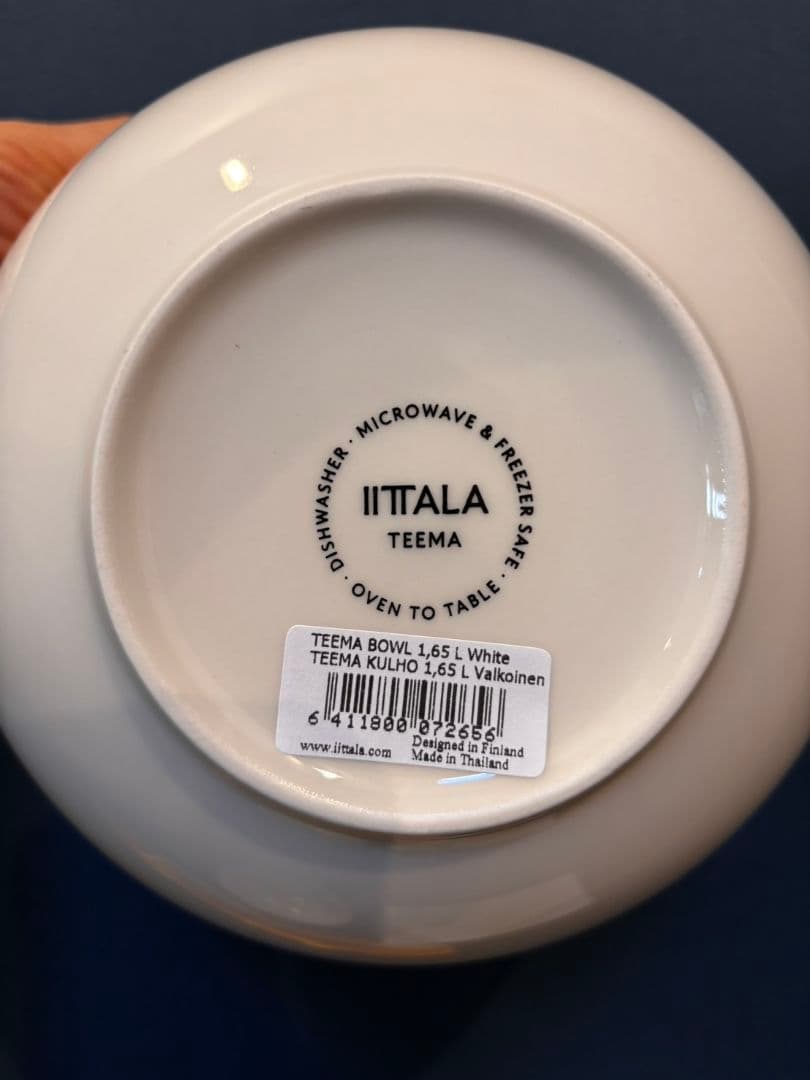 DISHWASHER · MICROWAVE & FREEZER SAFE · OVEN TO TABLE ·
IITTALA
TEEMA
TEEMA BOWL 1,65 L White
TEEMA KULHO 1,65 L Valkoinen
6 411800 072656
www.iittala.com
Designed in Finland
Made in Thailand